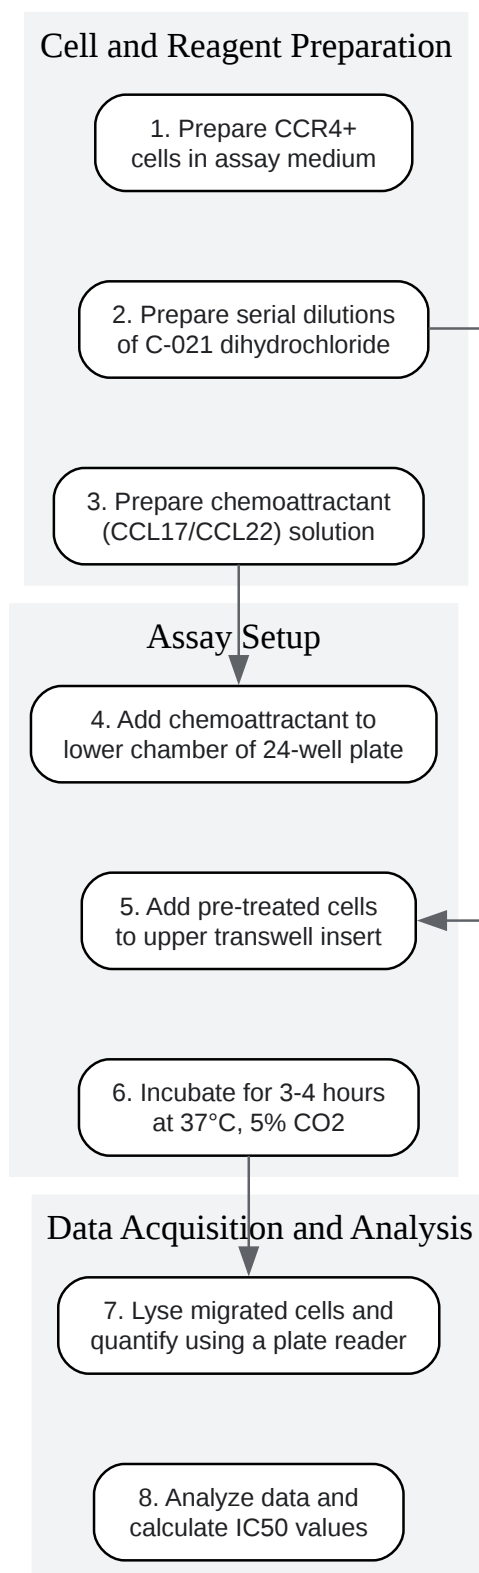 Cell and Reagent Preparation
1. Prepare CCR4+
cells in assay medium
2. Prepare serial dilutions
of C-021 dihydrochloride
3. Prepare chemoattractant
(CCL17/CCL22) solution
Assay Setup
4. Add chemoattractant to
lower chamber of 24-well plate
5. Add pre-treated cells
to upper transwell insert
6. Incubate for 3-4 hours
at 37°C, 5% CO2
Data Acquisition and Analysis
7. Lyse migrated cells and
quantify using a plate reader
8. Analyze data and
calculate IC50 values